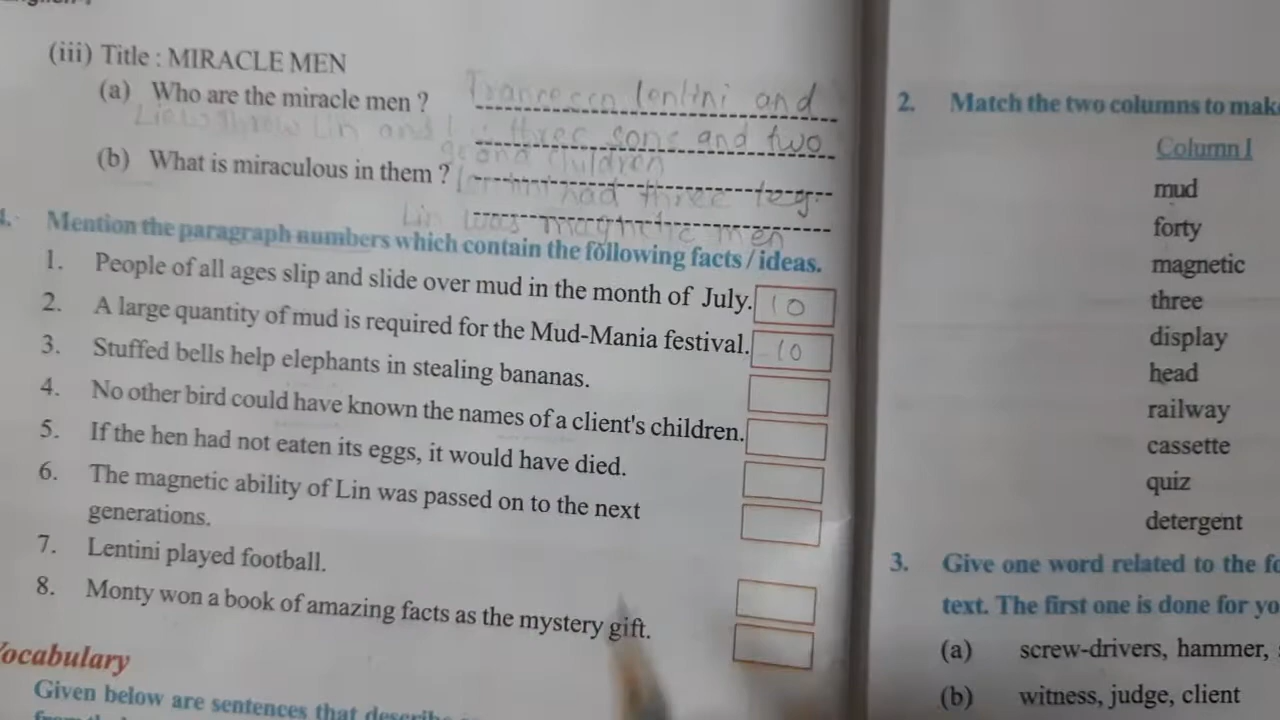 (iii) Title : MIRACLE MEN
(a) Who are the miracle men ? lentini and
Lin and three sons and two
grand children
(b) What is miraculous in them ? lentini had three leg.
Lin was magnetic men
Mention the paragraph numbers which contain the following facts / ideas.
1. People of all ages slip and slide over mud in the month of July. 10
2. A large quantity of mud is required for the Mud-Mania festival. 10
3. Stuffed bells help elephants in stealing bananas.
4. No other bird could have known the names of a client's children.
5. If the hen had not eaten its eggs, it would have died.
6. The magnetic ability of Lin was passed on to the next
generations.
7. Lentini played football.
8. Monty won a book of amazing facts as the mystery gift.
Vocabulary
Given below are sentences that describe
2. Match the two columns to make
Column I
mud
forty
magnetic
three
display
head
railway
cassette
quiz
detergent
3. Give one word related to the
text. The first one is done for yo
(a) screw-drivers, hammer,
(b) witness, judge, client